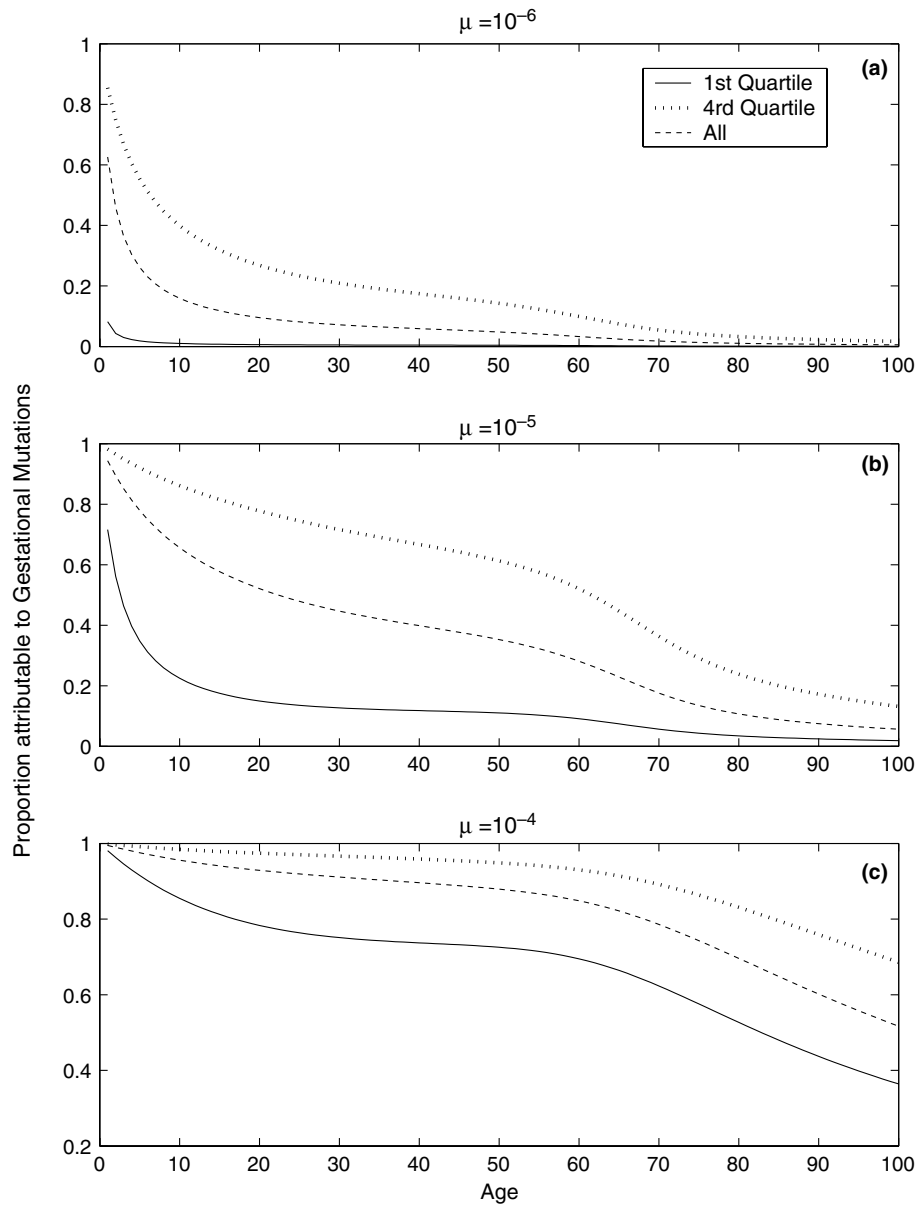 μ =10⁻⁶
(a)
1st Quartile
4rd Quartile
All
1
0.8
0.6
0.4
0.2
0
0 10 20 30 40 50 60 70 80 90 100
μ =10⁻⁵
(b)
1
0.8
0.6
0.4
0.2
0
0 10 20 30 40 50 60 70 80 90 100
Proportion attributable to Gestational Mutations
μ =10⁻⁴
(c)
1
0.8
0.6
0.4
0.2
0 10 20 30 40 50 60 70 80 90 100
Age